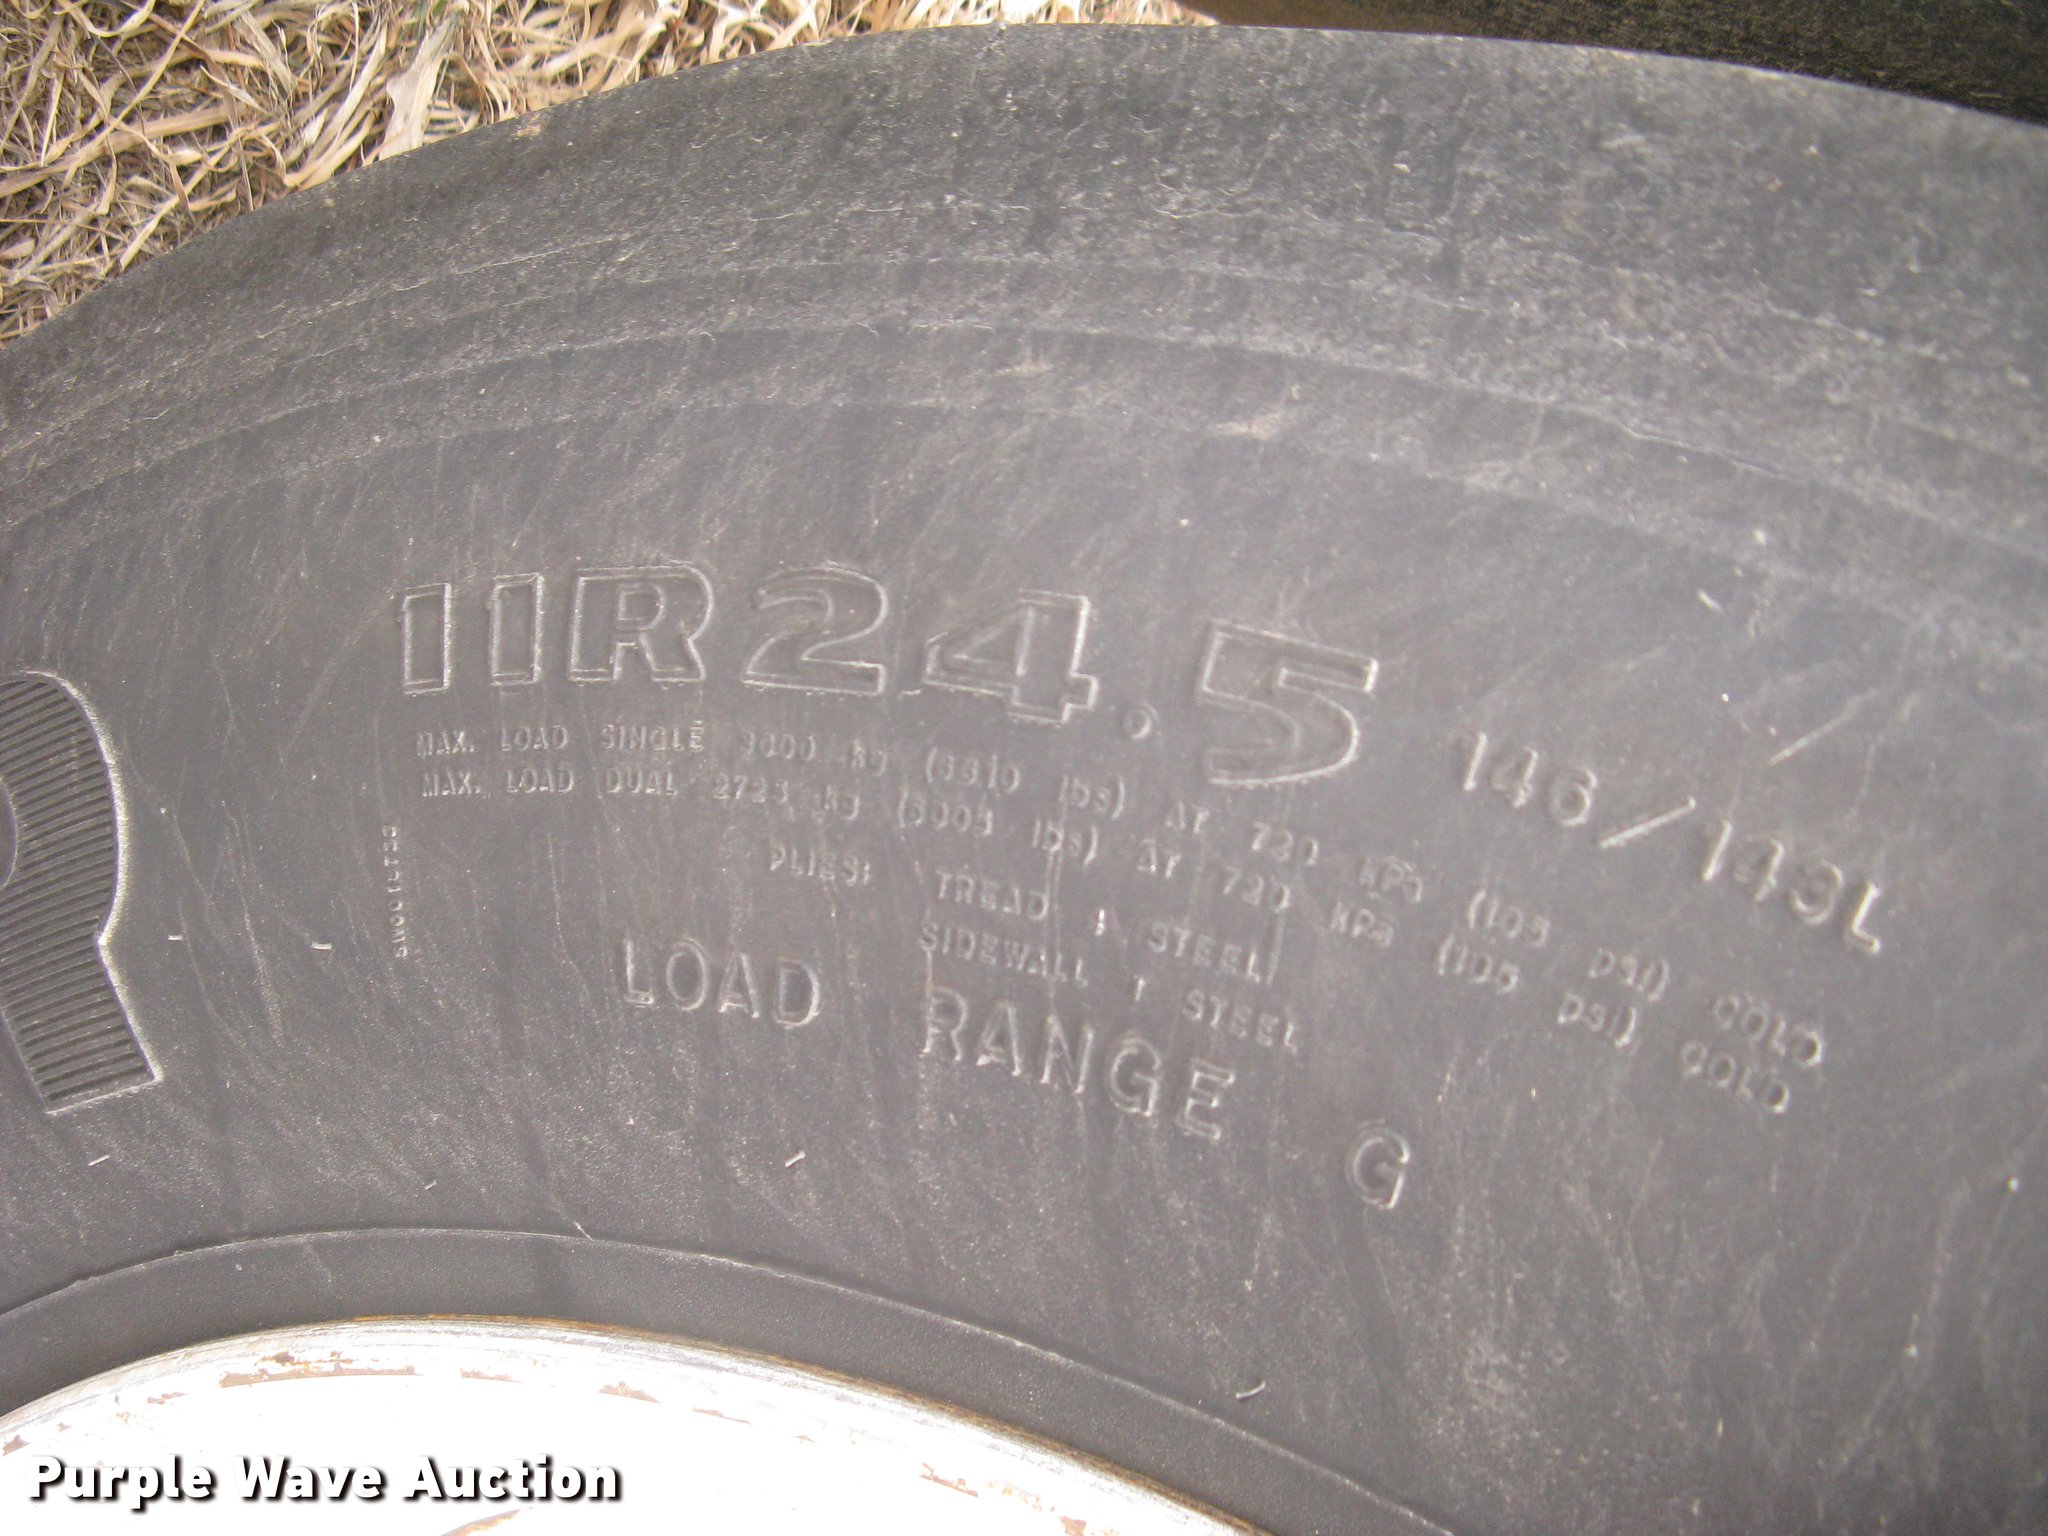 11R24.5 146/143L
MAX. LOAD SINGLE 3000 kg (6610 lbs) AT 720 kPa (105 psi) COLD
MAX. LOAD DUAL 2725 kg (6005 lbs) AT 720 kPa (105 psi) COLD
PLIES: TREAD 4 STEEL
SIDEWALL 1 STEEL
LOAD RANGE G
Purple Wave Auction